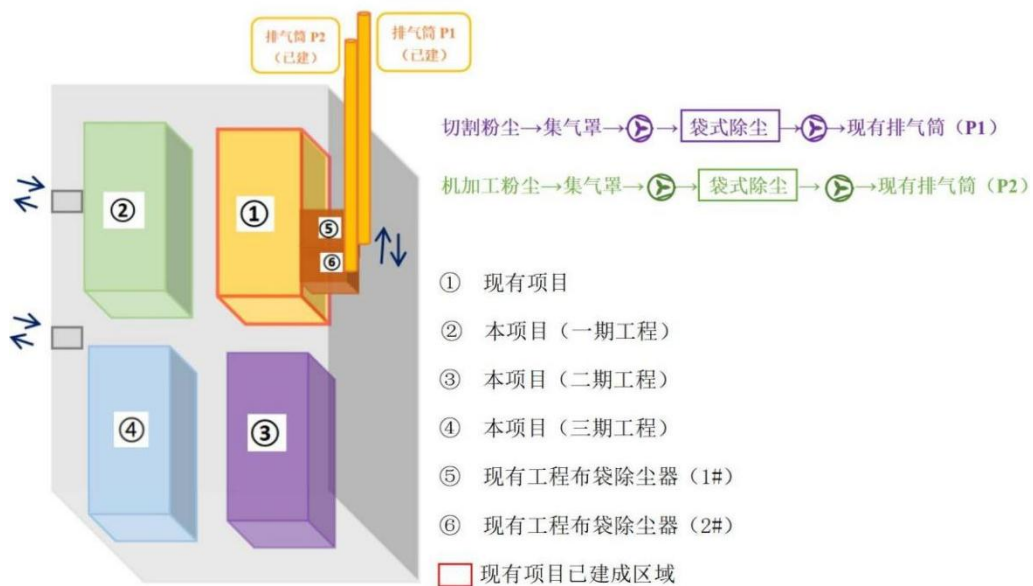 排气筒 P2
（已建）
排气筒 P1
（已建）
切割粉尘→集气罩→→袋式除尘→→现有排气筒（P1）
机加工粉尘→集气罩→→袋式除尘→→现有排气筒（P2）
②
①
⑤
⑥
④
③
① 现有项目
② 本项目（一期工程）
③ 本项目（二期工程）
④ 本项目（三期工程）
⑤ 现有工程布袋除尘器（1#）
⑥ 现有工程布袋除尘器（2#）
现有项目已建成区域